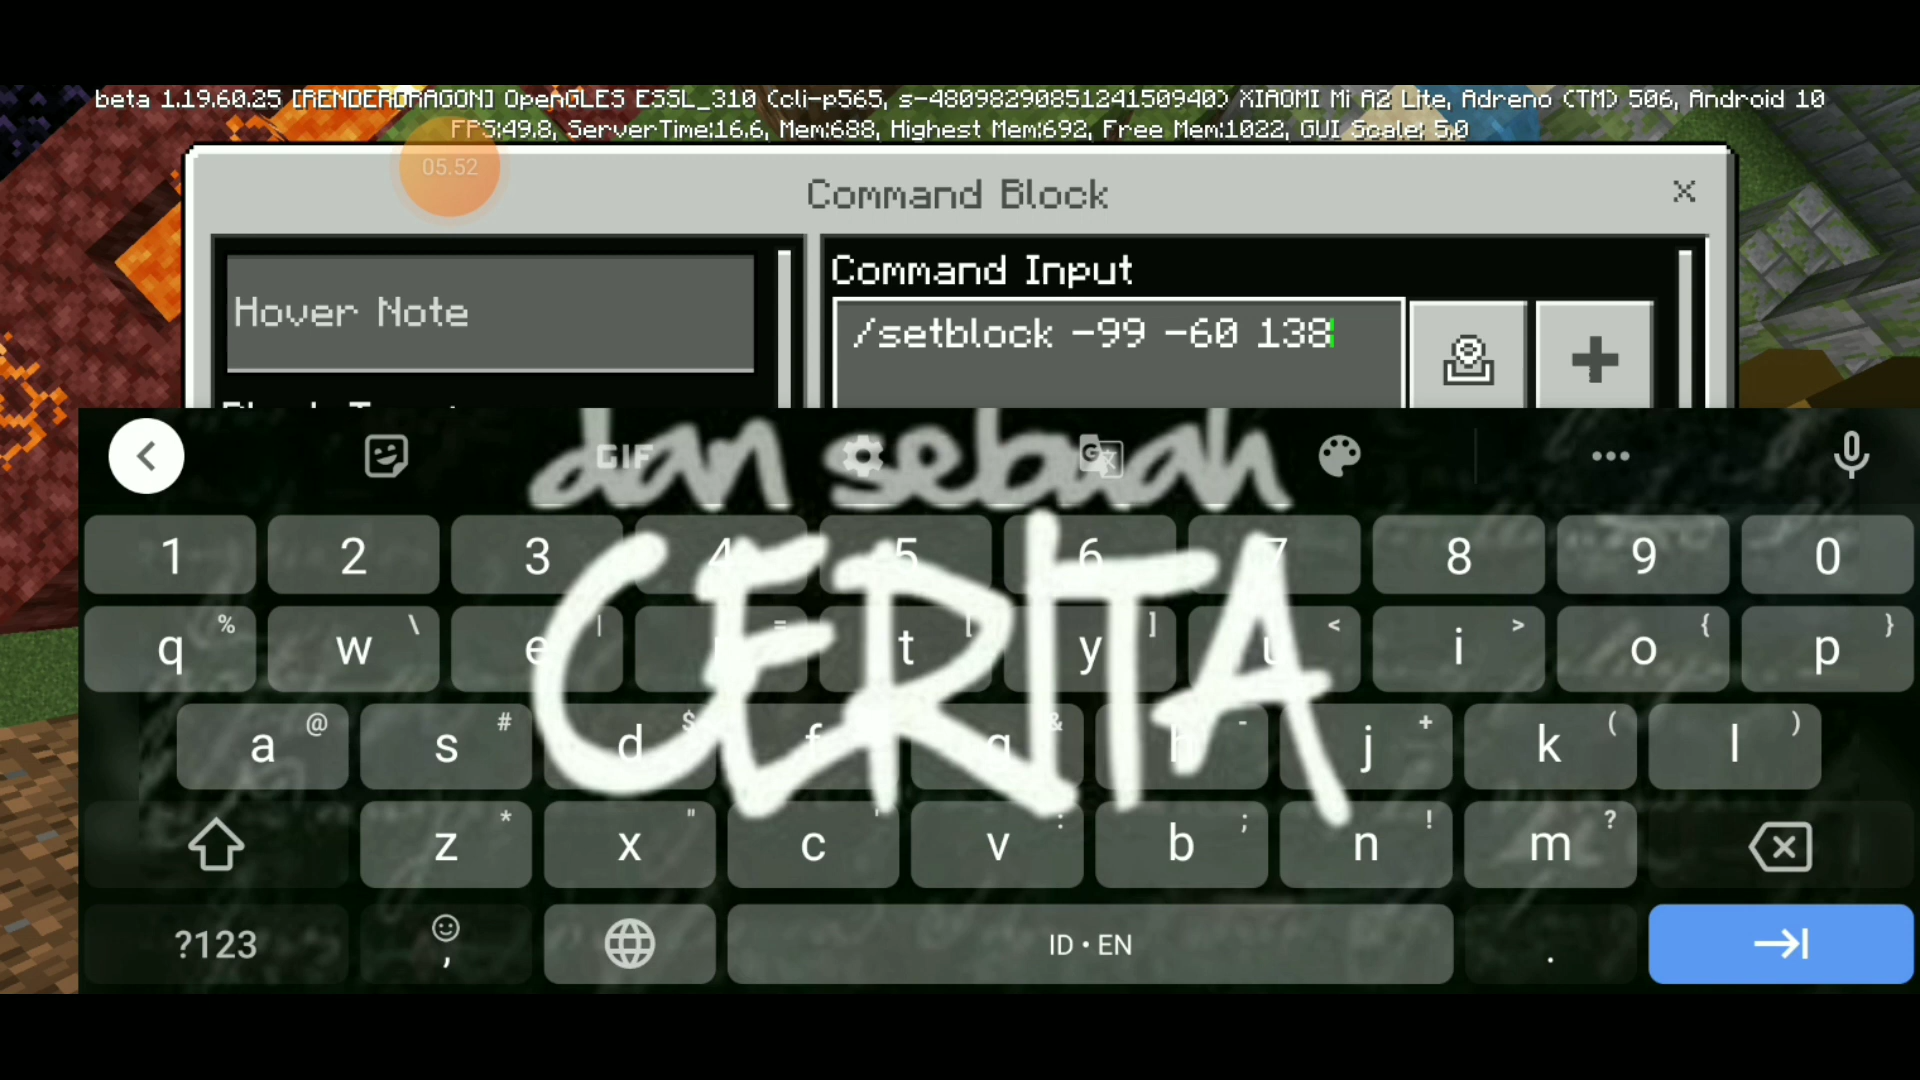 beta 1.19.60.25 [RENDERDRAGON] OpenGLES ESSL_310 (cli-p565, s-4809829085124150940) XIAOMI Mi A2 Lite, Adreno (TM) 506, Android 10
FPS:49.8, ServerTime:16.6, Mem:688, Highest Mem:692, Free Mem:1022, GUI Scale: 5,0
05.52
Command Block
Hover Note
Command Input
/setblock -99 -60 138
dan sebuah
GIF
CERITA
1 2 3 4 5 6 7 8 9 0
% \ | = [ ] < > { }
q w e t y u i o p
@ # $ & - + ( )
a s d f g h j k l
* " ' : ; ! ?
z x c v b n m
?123 , ID • EN .